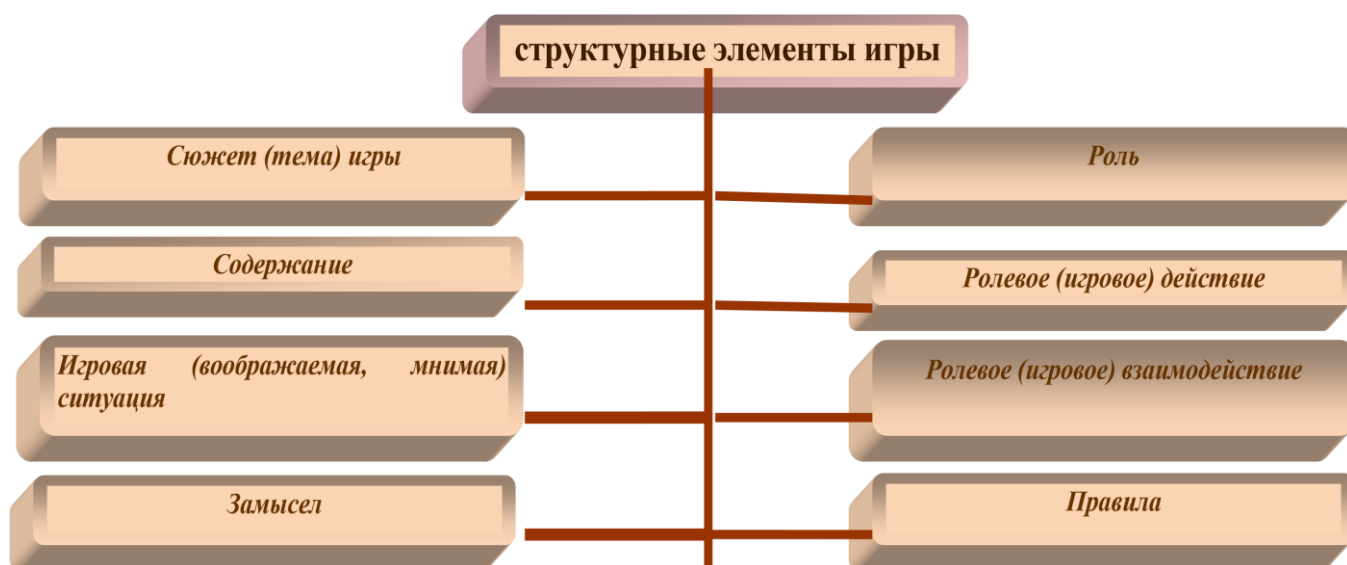 структурные элементы игры
Сюжет (тема) игры
Роль
Содержание
Ролевое (игровое) действие
Игровая (воображаемая, мнимая)
ситуация
Ролевое (игровое) взаимодействие
Замысел
Правила